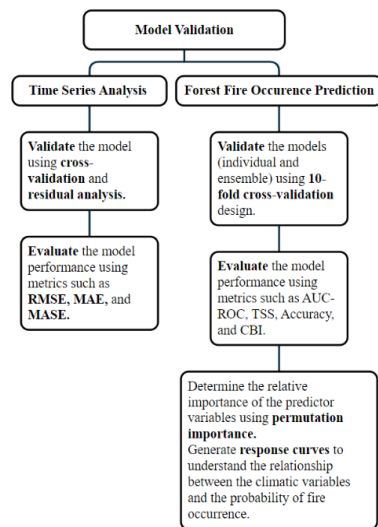 Model Validation
Time Series Analysis
Forest Fire Occurence Prediction
Validate the model
using cross-
validation and
residual analysis.
Validate the models
(individual and
ensemble) using 10-
fold cross-validation
design.
Evaluate the model
performance using
metrics such as
RMSE, MAE, and
MASE.
Evaluate the model
performance using
metrics such as AUC-
ROC, TSS, Accuracy,
and CBI.
Determine the relative
importance of the predictor
variables using permutation
importance.
Generate response curves to
understand the relationship
between the climatic variables
and the probability of fire
occurrence.